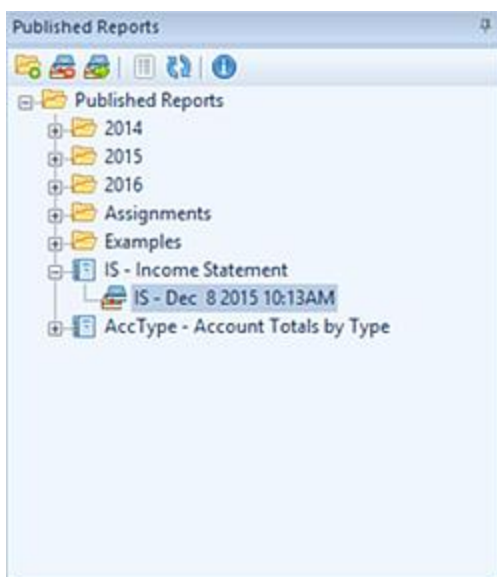 Published Reports
Published Reports
2014
2015
2016
Assignments
Examples
IS - Income Statement
IS - Dec  8 2015 10:13AM
AccType - Account Totals by Type